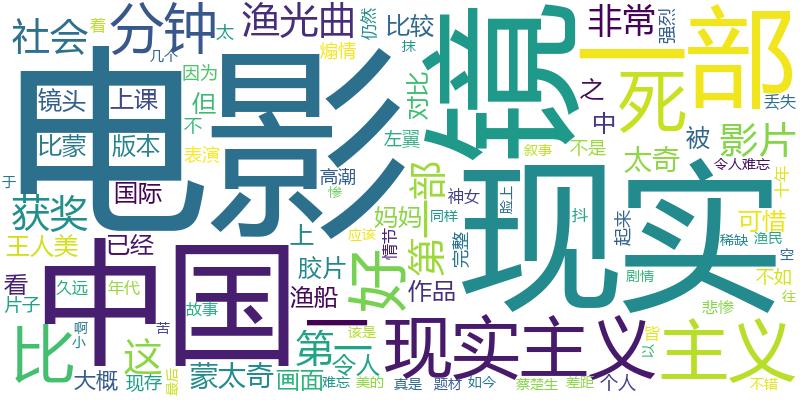 社会
着
分钟
太
渔光曲
仍然
比较
非常
强烈
一部
几个
抹
煽情
因为
镜头
上课
但
电影
对比
镜
死
之
丢失
中
不
左翼
比蒙
版本
表演
叙事
不是
被
影片
于
国际
高潮
惨
第一部
神女
脸上
太奇
令人难忘
十年
获奖
妈妈
同样
现实
抖
起来
可惜
稀缺
渔民
王人美
已经
上
应该
情节
完整
空
看
中国
胶片
好
作品
剧情
不如
往
片子
久远
年代
故事
渔船
悲惨
比
啊
小
这
苦
一
第一
该是
令人
现实主义
皆
以
主义
大概
现存
最后
蒙太奇
画面
难忘
美的
真是
题材
如今
蔡楚生
差距
个人
不错